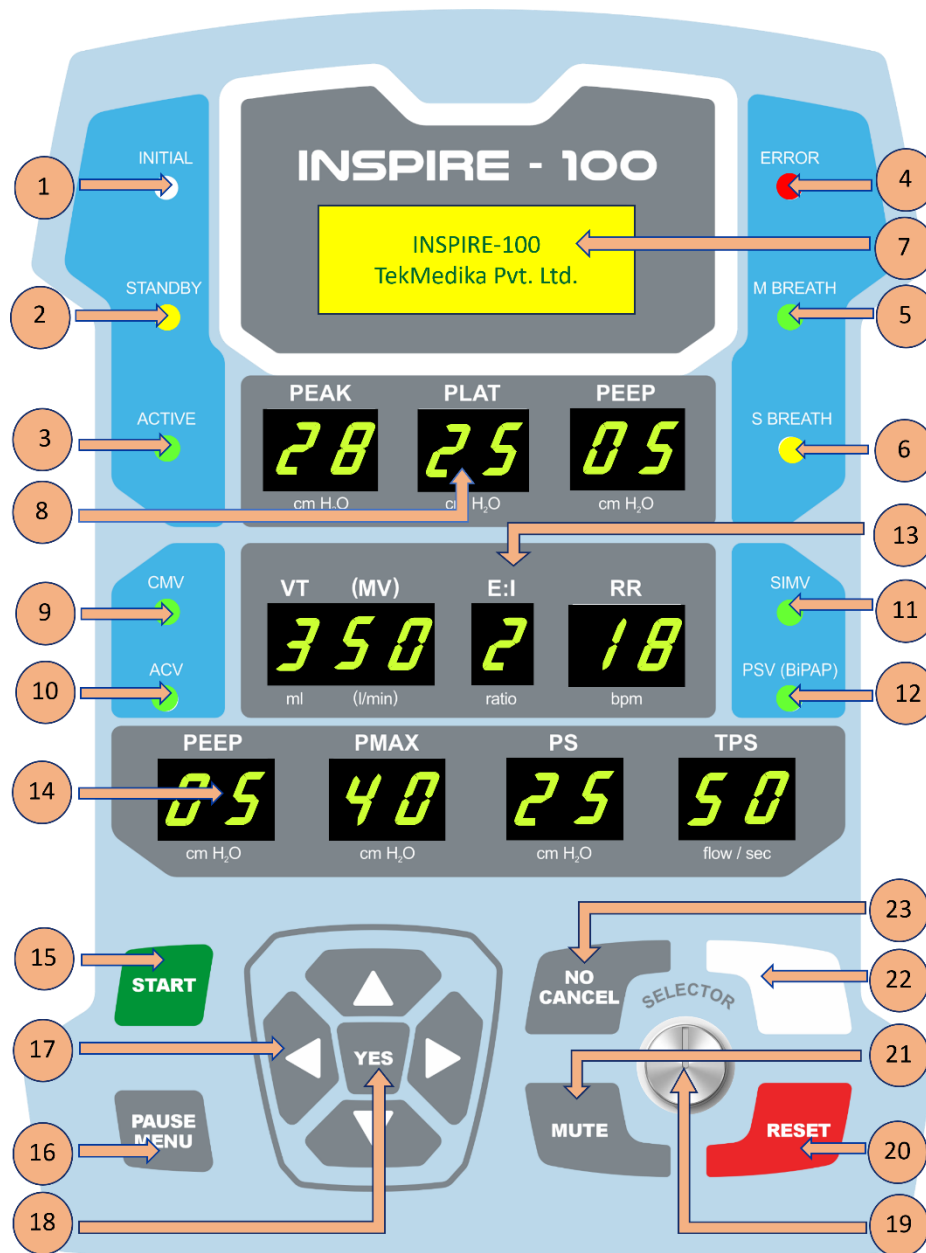 INSPIRE - 100
INITIAL
ERROR
1
4
INSPIRE-100
TekMedika Pvt. Ltd.
7
STANDBY
M BREATH
2
5
PEAK PLAT PEEP
ACTIVE
S BREATH
28 25 05
3
6
cm H₂O cm H₂O cm H₂O
8
13
CMV
VT (MV) E:I RR
SIMV
9
11
350 2 18
ACV
PSV (BiPAP)
10
12
ml (l/min) ratio bpm
PEEP PMAX PS TPS
14
05 40 25 50
cm H₂O cm H₂O cm H₂O flow / sec
23
15
START
NO
CANCEL
22
SELECTOR
17
YES
21
PAUSE
MENU
MUTE
RESET
16
20
18
19